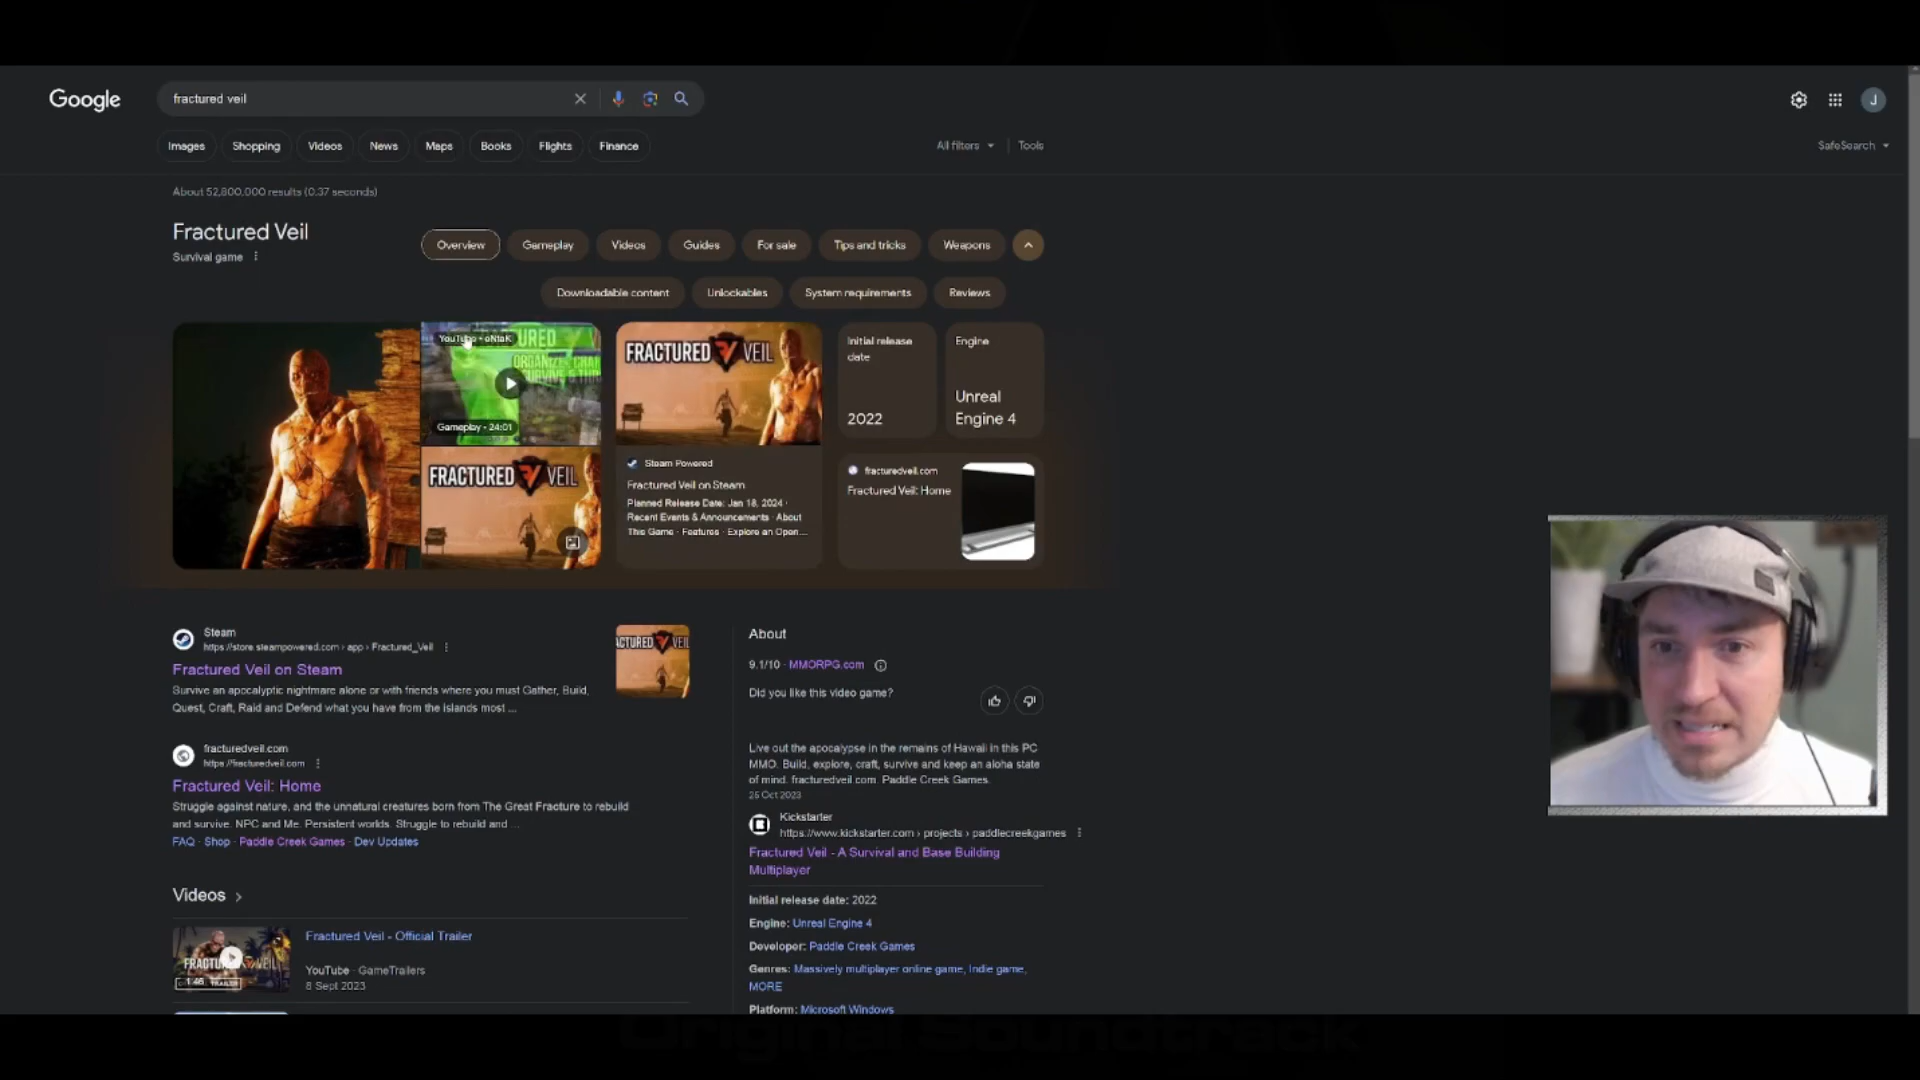 Google
fractured veil
J
Images
Shopping
Videos
News
Maps
Books
Flights
Finance
All filters
Tools
SafeSearch
About 52,800,000 results (0.37 seconds)
Fractured Veil
Survival game
Overview
Gameplay
Videos
Guides
For sale
Tips and tricks
Weapons
Downloadable content
Unlockables
System requirements
Reviews
YouTube • oNtaK
Gameplay • 24:01
FRACTURED VEIL
FRACTURED VEIL
Steam Powered
Fractured Veil on Steam
Planned Release Date: Jan 18, 2024 ·
Recent Events & Announcements · About
This Game · Features · Explore an Open...
Initial release
date
2022
Engine
Unreal
Engine 4
fracturedveil.com
Fractured Veil: Home
Steam
https://store.steampowered.com › app › Fractured_Veil
Fractured Veil on Steam
Survive an apocalyptic nightmare alone or with friends where you must Gather, Build,
Quest, Craft, Raid and Defend what you have from the islands most ...
fracturedveil.com
https://fracturedveil.com
Fractured Veil: Home
Struggle against nature, and the unnatural creatures born from The Great Fracture to rebuild
and survive. NPC and Me. Persistent worlds. Struggle to rebuild and ...
FAQ · Shop · Paddle Creek Games · Dev Updates
Videos
Fractured Veil - Official Trailer
YouTube · GameTrailers
8 Sept 2023
1:46
About
9.1/10 · MMORPG.com
Did you like this video game?
Live out the apocalypse in the remains of Hawaii in this PC
MMO. Build, explore, craft, survive and keep an aloha state
of mind. fracturedveil.com. Paddle Creek Games.
25 Oct 2023
Kickstarter
https://www.kickstarter.com › projects › paddlecreekgames
Fractured Veil - A Survival and Base Building
Multiplayer
Initial release date: 2022
Engine: Unreal Engine 4
Developer: Paddle Creek Games
Genres: Massively multiplayer online game, Indie game,
MORE
Platform: Microsoft Windows
Original Soundtrack